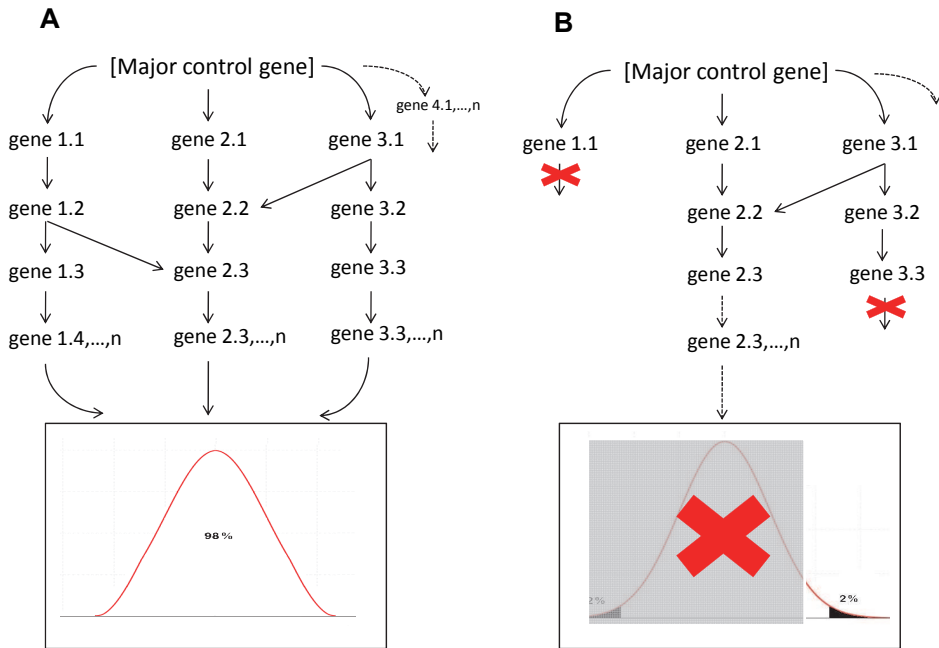 A
[Major control gene]
gene 4.1,...,n
gene 1.1
gene 2.1
gene 3.1
gene 1.2
gene 2.2
gene 3.2
gene 1.3
gene 2.3
gene 3.3
gene 1.4,...,n
gene 2.3,...,n
gene 3.3,...,n
98%
B
[Major control gene]
gene 1.1
gene 2.1
gene 3.1
gene 2.2
gene 3.2
gene 2.3
gene 3.3
gene 2.3,...,n
2%
2%